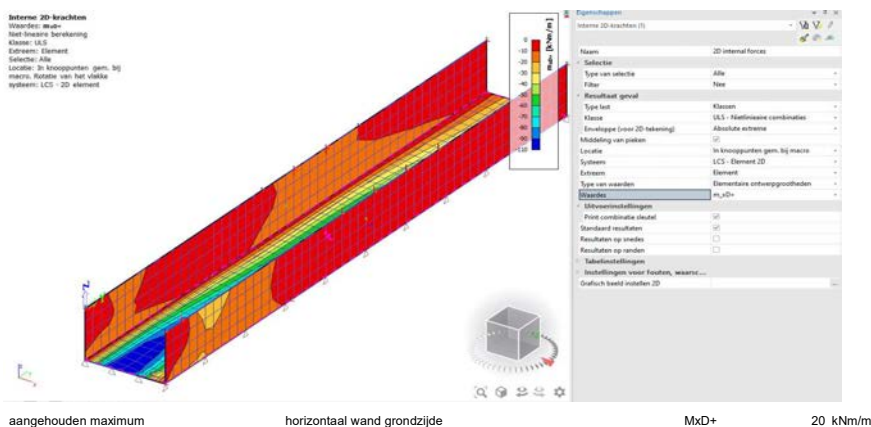 Interne 2D-krachten
Waardes: mxD+
Niet-lineaire berekening
Klasse: ULS
Extreem: Element
Selectie: Alle
Locatie: In knooppunten gem. bij
macro. Rotatie van het vlakke
systeem: LCS - 2D element
mxD+ [kNm/m]
0
-10
-20
-30
-40
-50
-60
-70
-80
-90
-110
Eigenschappen
Interne 2D-krachten (1)
Naam 2D internal forces
Selectie
Type van selectie Alle
Filter Nee
Resultaat geval
Type last Klassen
Klasse ULS - Nietlinieaire combinaties
Enveloppe (voor 2D-tekening) Absolute extreme
Middeling van pieken
Locatie In knooppunten gem. bij macro
Systeem LCS - Element 2D
Extreem Element
Type van waarden Elementaire ontwerpgrootheden
Waardes m_xD+
Uitvoerinstellingen
Print combinatie sleutel
Standaard resultaten
Resultaten op snedes
Resultaten op randen
Tabelinstellingen
Instellingen voor fouten, waarsc...
Grafisch beeld instellen 2D ...
aangehouden maximum horizontaal wand grondzijde MxD+ 20 kNm/m